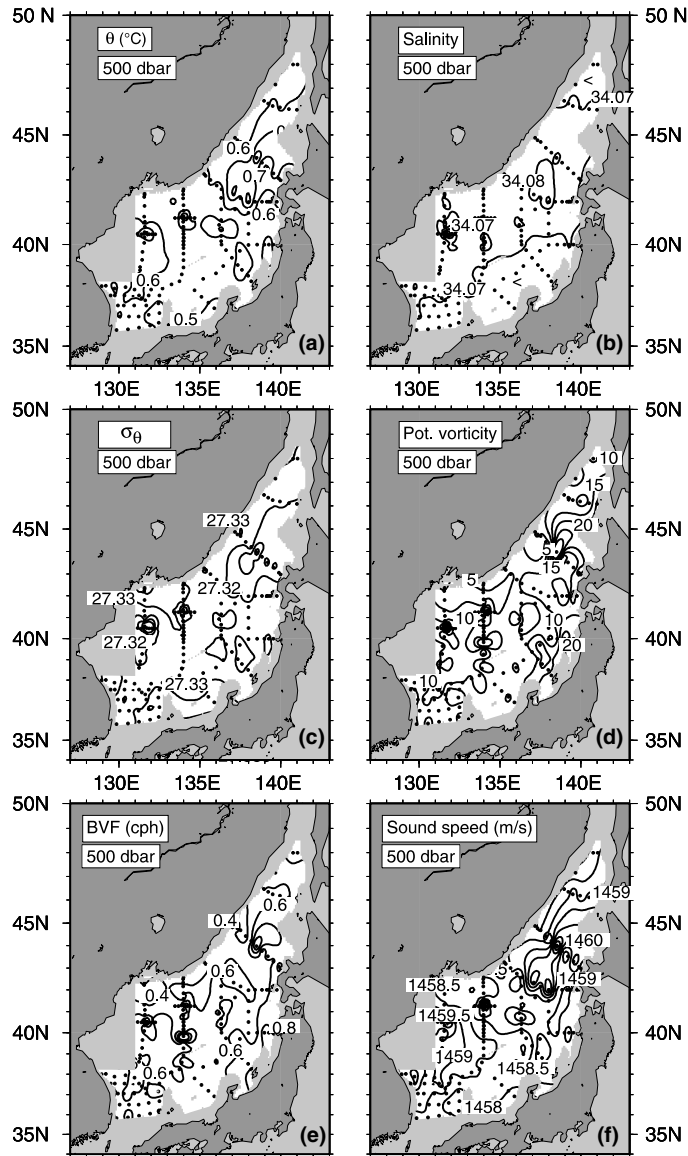 50 N
50 N
θ (°C)
500 dbar
Salinity
500 dbar
<
34.07
45N
45N
0.6
0.7
0.6
34.08
34.07
40N
40N
0.6
0.5
34.07
<
35N
35N
(a)
(b)
130E
135E
140E
130E
135E
140E
50N
50N
σθ
500 dbar
Pot. vorticity
500 dbar
10
15
20
27.33
45N
45N
5
15
27.32
5
27.33
10
10
27.32
40N
40N
20
27.33
10
35N
35N
(c)
(d)
130E
135E
140E
130E
135E
140E
50N
50N
BVF (cph)
500 dbar
Sound speed (m/s)
500 dbar
0.6
1459
0.4
45N
45N
1460
0.6
1459
0.4
1458.5
1459.5
0.8
40N
40N
0.6
1459
1458.5
0.6
1458
35N
35N
(e)
(f)
130E
135E
140E
130E
135E
140E